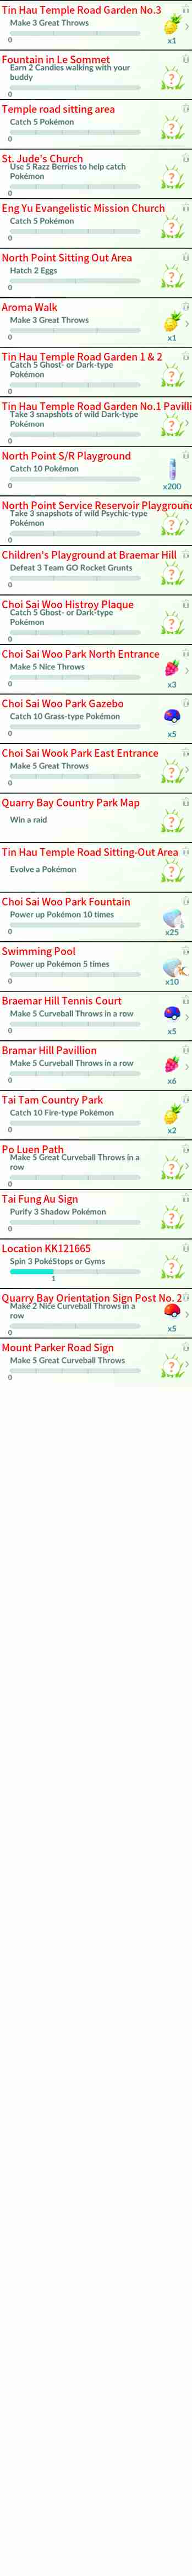 Tin Hau Temple Road Garden No.3
Make 3 Great Throws
0
x1
Fountain in Le Sommet
Earn 2 Candies walking with your
buddy
?
0
Temple road sitting area
Catch 5 Pokémon
?
0
St. Jude's Church
Use 5 Razz Berries to help catch
Pokémon
?
0
Eng Yu Evangelistic Mission Church
Catch 5 Pokémon
?
0
North Point Sitting Out Area
Hatch 2 Eggs
?
0
Aroma Walk
Make 3 Great Throws
0
x1
Tin Hau Temple Road Garden 1 & 2
Catch 5 Ghost- or Dark-type
Pokémon
?
0
Tin Hau Temple Road Garden No.1 Pavilli
Take 3 snapshots of wild Dark-type
Pokémon
?
0
North Point S/R Playground
Catch 10 Pokémon
0
x200
North Point Service Reservoir Playground
Take 3 snapshots of wild Psychic-type
Pokémon
?
0
Children's Playground at Braemar Hill
Defeat 3 Team GO Rocket Grunts
?
0
Choi Sai Woo Histroy Plaque
Catch 5 Ghost- or Dark-type
Pokémon
?
0
Choi Sai Woo Park North Entrance
Make 5 Nice Throws
0
x3
Choi Sai Woo Park Gazebo
Catch 10 Grass-type Pokémon
0
x5
Choi Sai Wook Park East Entrance
Make 5 Great Throws
?
0
Quarry Bay Country Park Map
Win a raid
?
Tin Hau Temple Road Sitting-Out Area
Evolve a Pokémon
?
Choi Sai Woo Park Fountain
Power up Pokémon 10 times
0
x25
Swimming Pool
Power up Pokémon 5 times
0
x10
Braemar Hill Tennis Court
Make 5 Curveball Throws in a row
0
x5
Bramar Hill Pavillion
Make 5 Curveball Throws in a row
0
x6
Tai Tam Country Park
Catch 10 Fire-type Pokémon
0
x2
Po Luen Path
Make 5 Great Curveball Throws in a
row
?
0
Tai Fung Au Sign
Purify 3 Shadow Pokémon
?
0
Location KK121665
Spin 3 PokéStops or Gyms
?
1
Quarry Bay Orientation Sign Post No. 2
Make 2 Nice Curveball Throws in a
row
0
x5
Mount Parker Road Sign
Make 5 Great Curveball Throws
?
0